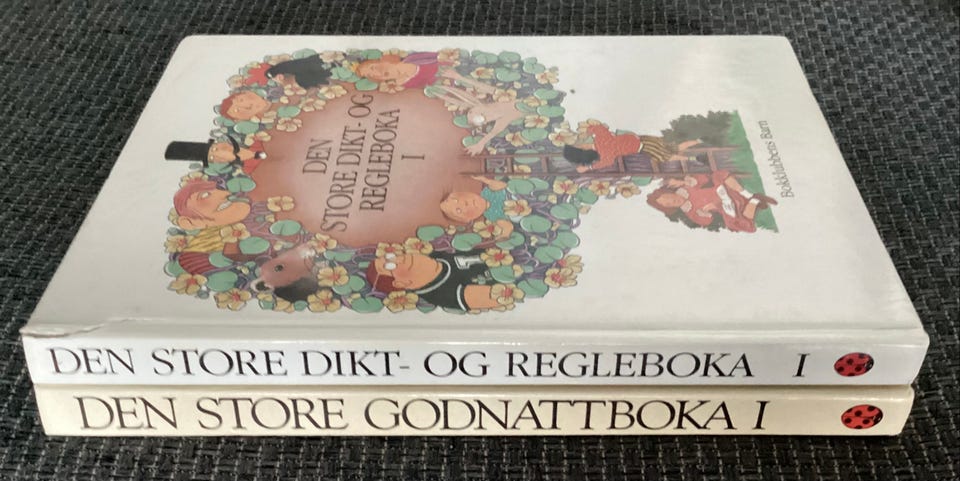 DEN
STORE DIKT- OG
REGLEBOKA
I
Bokklubbens Barn
DEN STORE DIKT- OG REGLEBOKA I
DEN STORE GODNATTBOKA I